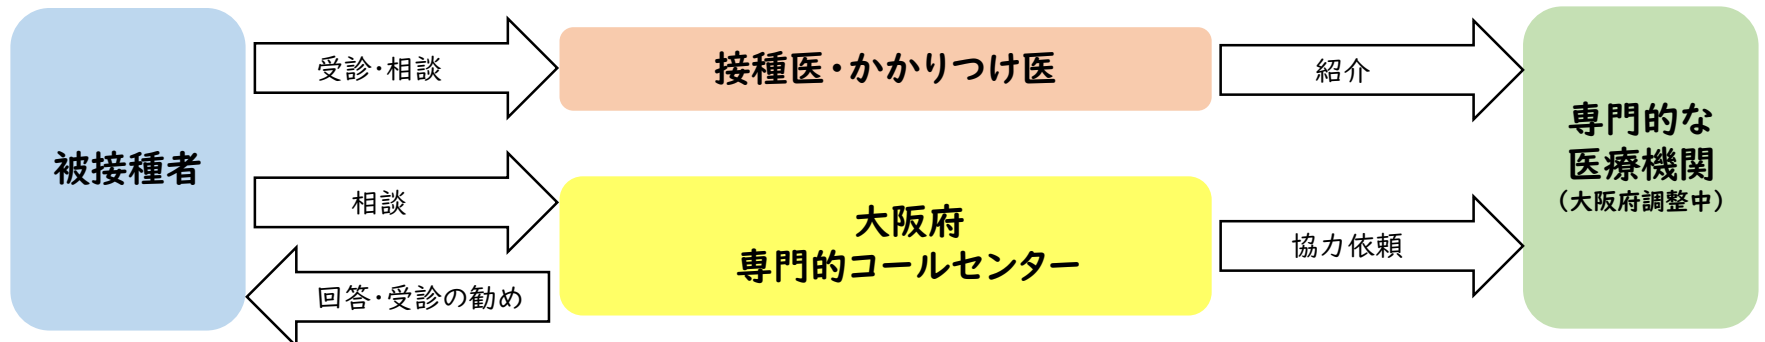 被接種者
受診・相談
接種医・かかりつけ医
紹介
相談
大阪府
専門的コールセンター
回答・受診の勧め
協力依頼
専門的な
医療機関
(大阪府調整中)